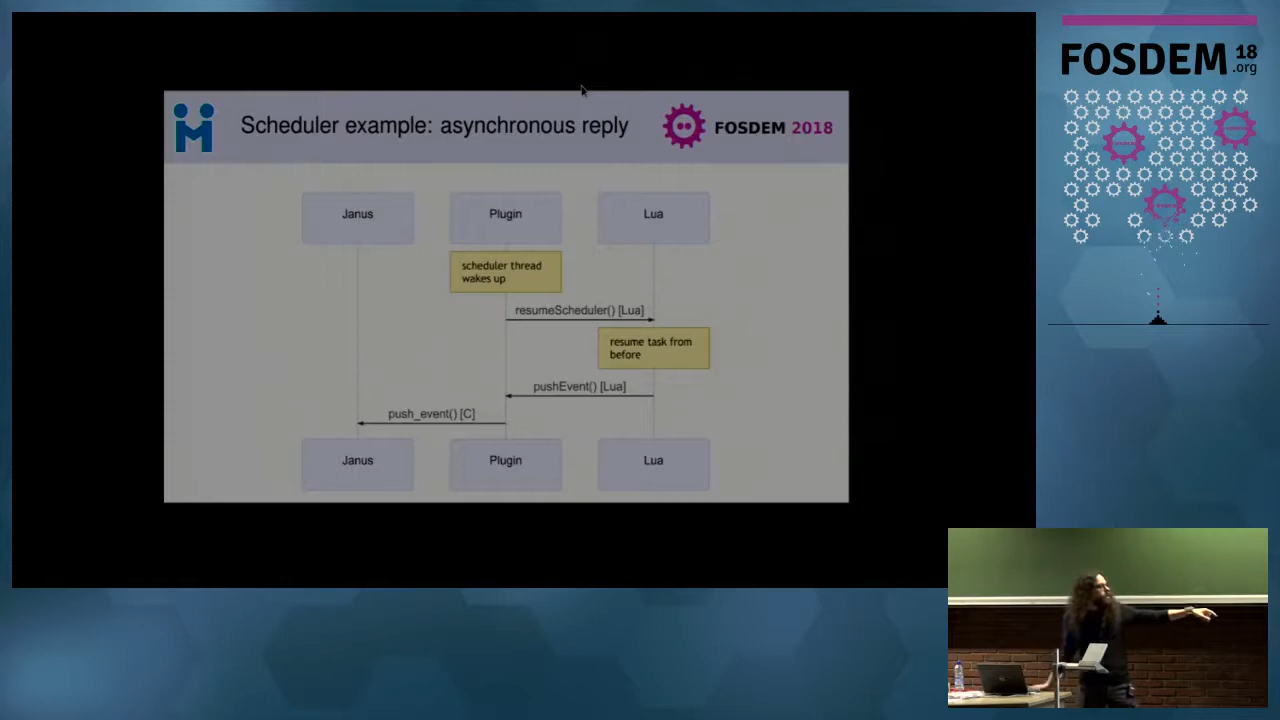 Scheduler example: asynchronous reply
FOSDEM 2018
Janus
Plugin
Lua
scheduler thread
wakes up
resumeScheduler() [Lua]
resume task from
before
pushEvent() [Lua]
push_event() [C]
Janus
Plugin
Lua
FOSDEM 18
.org